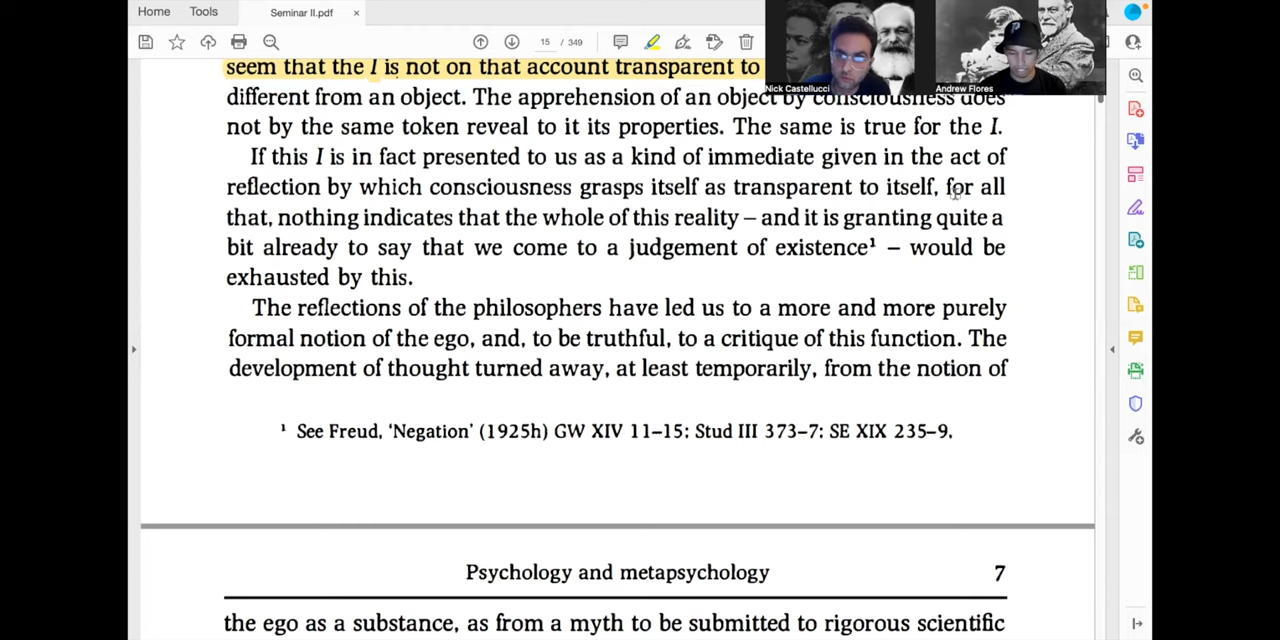 Home Tools Seminar II.pdf ×
15 / 349
Nick Castellucci Andrew Flores
seem that the I is not on that account transparent to
different from an object. The apprehension of an object by consciousness does
not by the same token reveal to it its properties. The same is true for the I.
If this I is in fact presented to us as a kind of immediate given in the act of
reflection by which consciousness grasps itself as transparent to itself, for all
that, nothing indicates that the whole of this reality – and it is granting quite a
bit already to say that we come to a judgement of existence¹ – would be
exhausted by this.
The reflections of the philosophers have led us to a more and more purely
formal notion of the ego, and, to be truthful, to a critique of this function. The
development of thought turned away, at least temporarily, from the notion of
¹ See Freud, 'Negation' (1925h) GW XIV 11–15; Stud III 373–7; SE XIX 235–9.
Psychology and metapsychology 7
the ego as a substance, as from a myth to be submitted to rigorous scientific